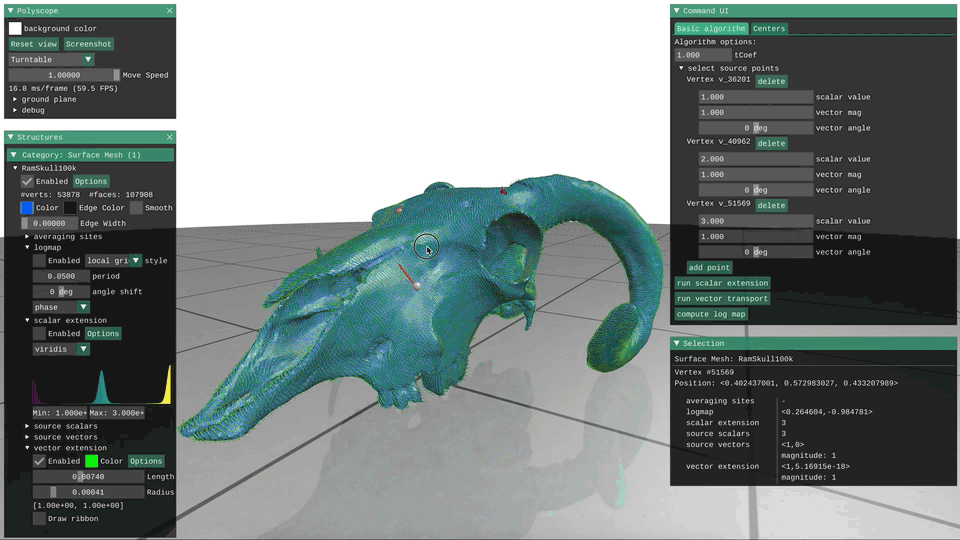 Polyscope
background color
Reset view Screenshot
Turntable
1.00000 Move Speed
16.8 ms/frame (59.5 FPS)
ground plane
debug
Structures
Category: Surface Mesh (1)
RamSkull100k
Enabled Options
#verts: 53878 #faces: 107908
Color Edge Color Smooth
0.00000 Edge Width
averaging sites
logmap
Enabled local gri style
0.0500 period
0 deg angle shift
phase
scalar extension
Enabled Options
viridis
Min: 1.000e+ Max: 3.000e+
source scalars
source vectors
vector extension
Enabled Color Options
0.00740 Length
0.00041 Radius
[1.00e+00, 1.00e+00]
Draw ribbon
Command UI
Basic algorithm Centers
Algorithm options:
1.000 tCoef
select source points
Vertex v_36201 delete
1.000 scalar value
1.000 vector mag
0 deg vector angle
Vertex v_40962 delete
2.000 scalar value
1.000 vector mag
0 deg vector angle
Vertex v_51569 delete
3.000 scalar value
1.000 vector mag
0 deg vector angle
add point
run scalar extension
run vector transport
compute log map
Selection
Surface Mesh: RamSkull100k
Vertex #51569
Position: <0.402437001, 0.572983027, 0.433207989>
averaging sites -
logmap <0.264604,-0.984781>
scalar extension 3
source scalars 3
source vectors <1,0>
magnitude: 1
vector extension <1,5.16915e-18>
magnitude: 1